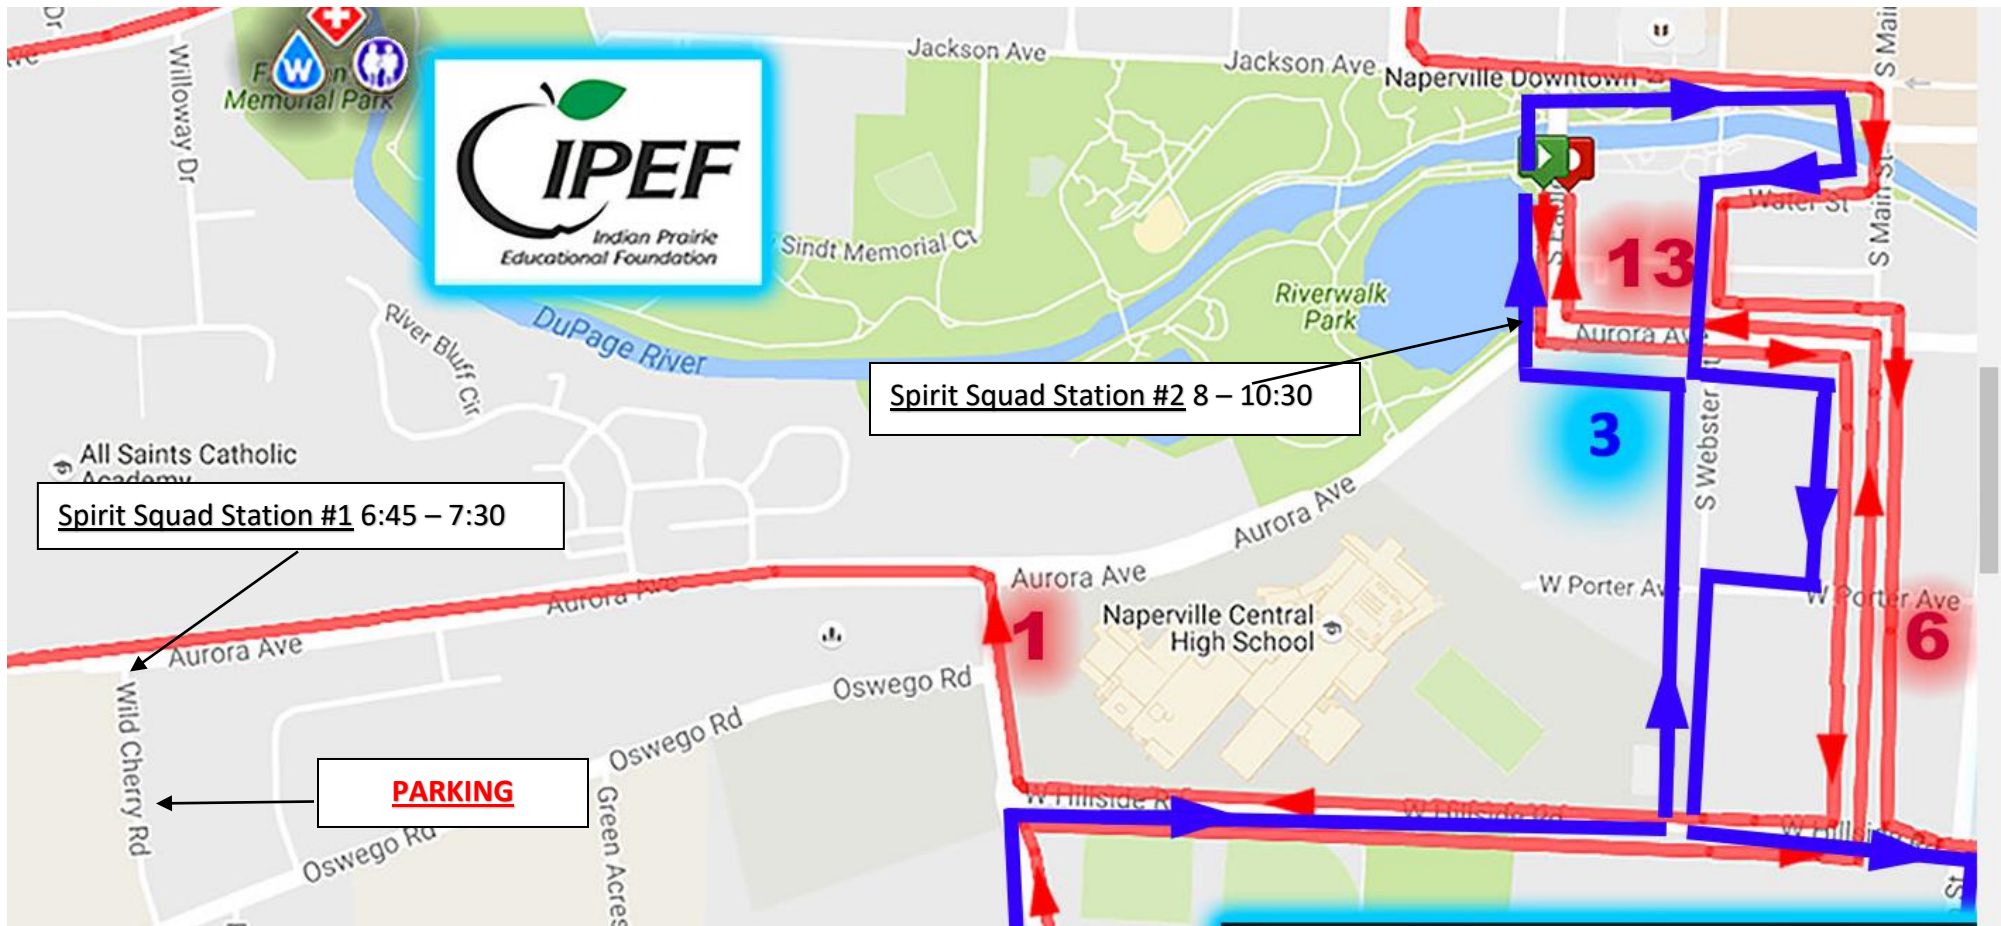 Dr
Ave
Willoway Dr
W
Memorial Park
IPEF
Indian Prairie
Educational Foundation
Jackson Ave
Jackson Ave
Naperville Downtown
S Main
S Main St
Water St
Sindt Memorial Ct
13
Riverwalk
Park
River Bluff Cir
DuPage River
Aurora Av
Spirit Squad Station #2 8 – 10:30
3
S Webster
All Saints Catholic
Academy
Spirit Squad Station #1 6:45 – 7:30
Aurora Ave
Aurora Ave
Aurora Ave
Aurora Ave
W Porter Av
W Porter Ave
1
Naperville Central
High School
6
Oswego Rd
Oswego Rd
Oswego Rd
Wild Cherry Rd
PARKING
Green Acres
W Hillside R
W Hillside Rd
W Hillside Rd
St